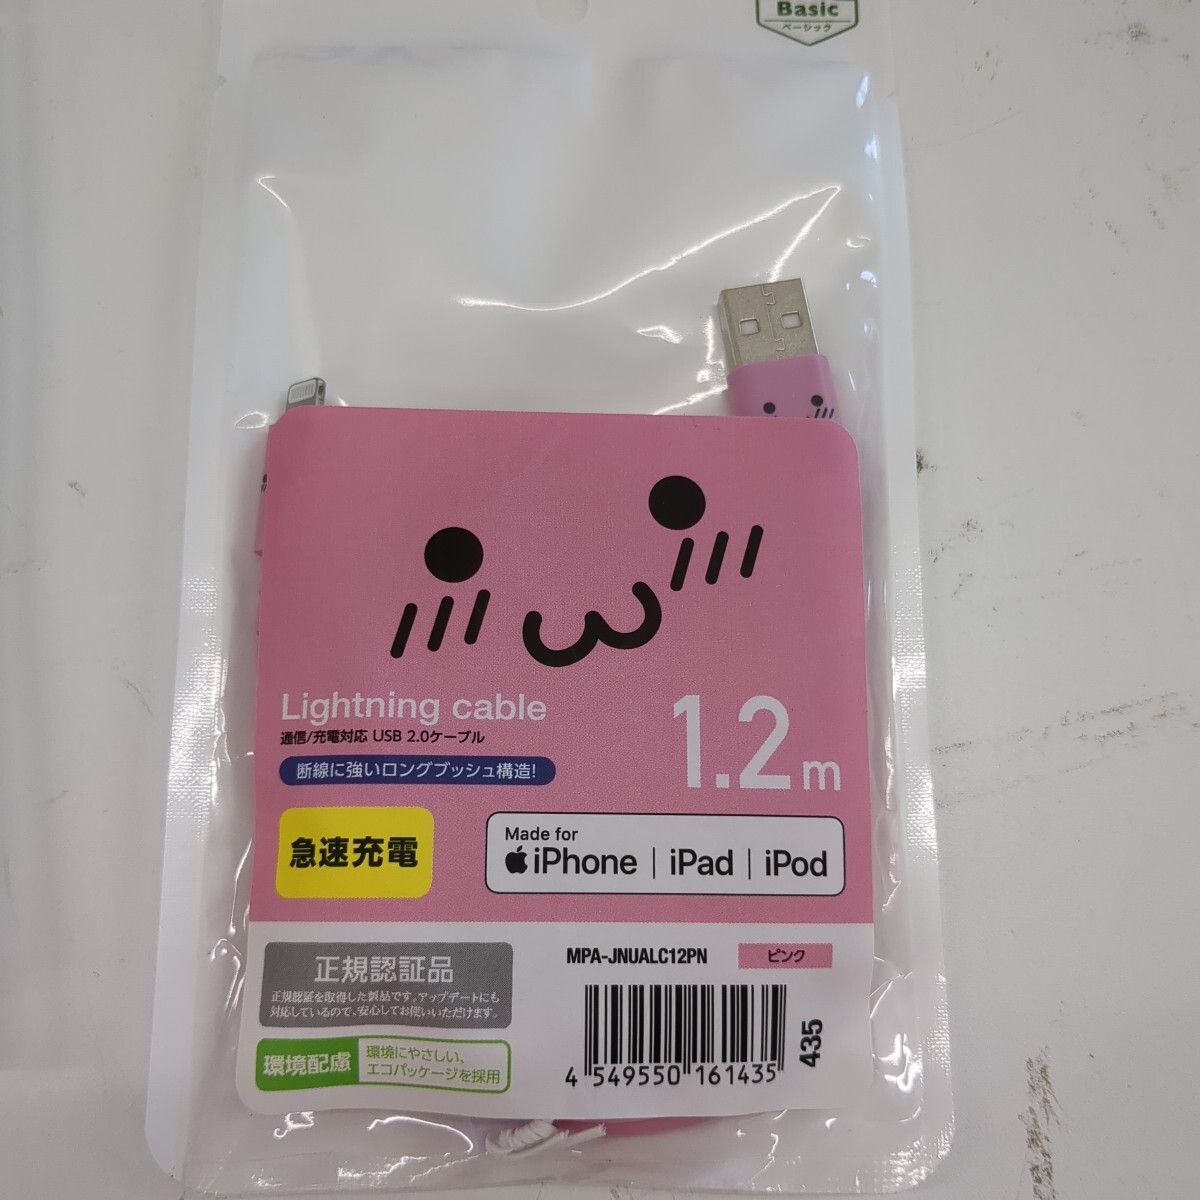 Basic
ベーシック
Lightning cable
通信/充電対応 USB 2.0ケーブル
断線に強いロングブッシュ構造!
1.2m
急速充電
Made for
iPhone | iPad | iPod
正規認証品
正規認証を取得した製品です。アップデートにも
対応しているので、安心してお使いいただけます。
環境配慮
環境にやさしい、
エコパッケージを採用
MPA-JNUALC12PN
ピンク
4 549550 161435
435